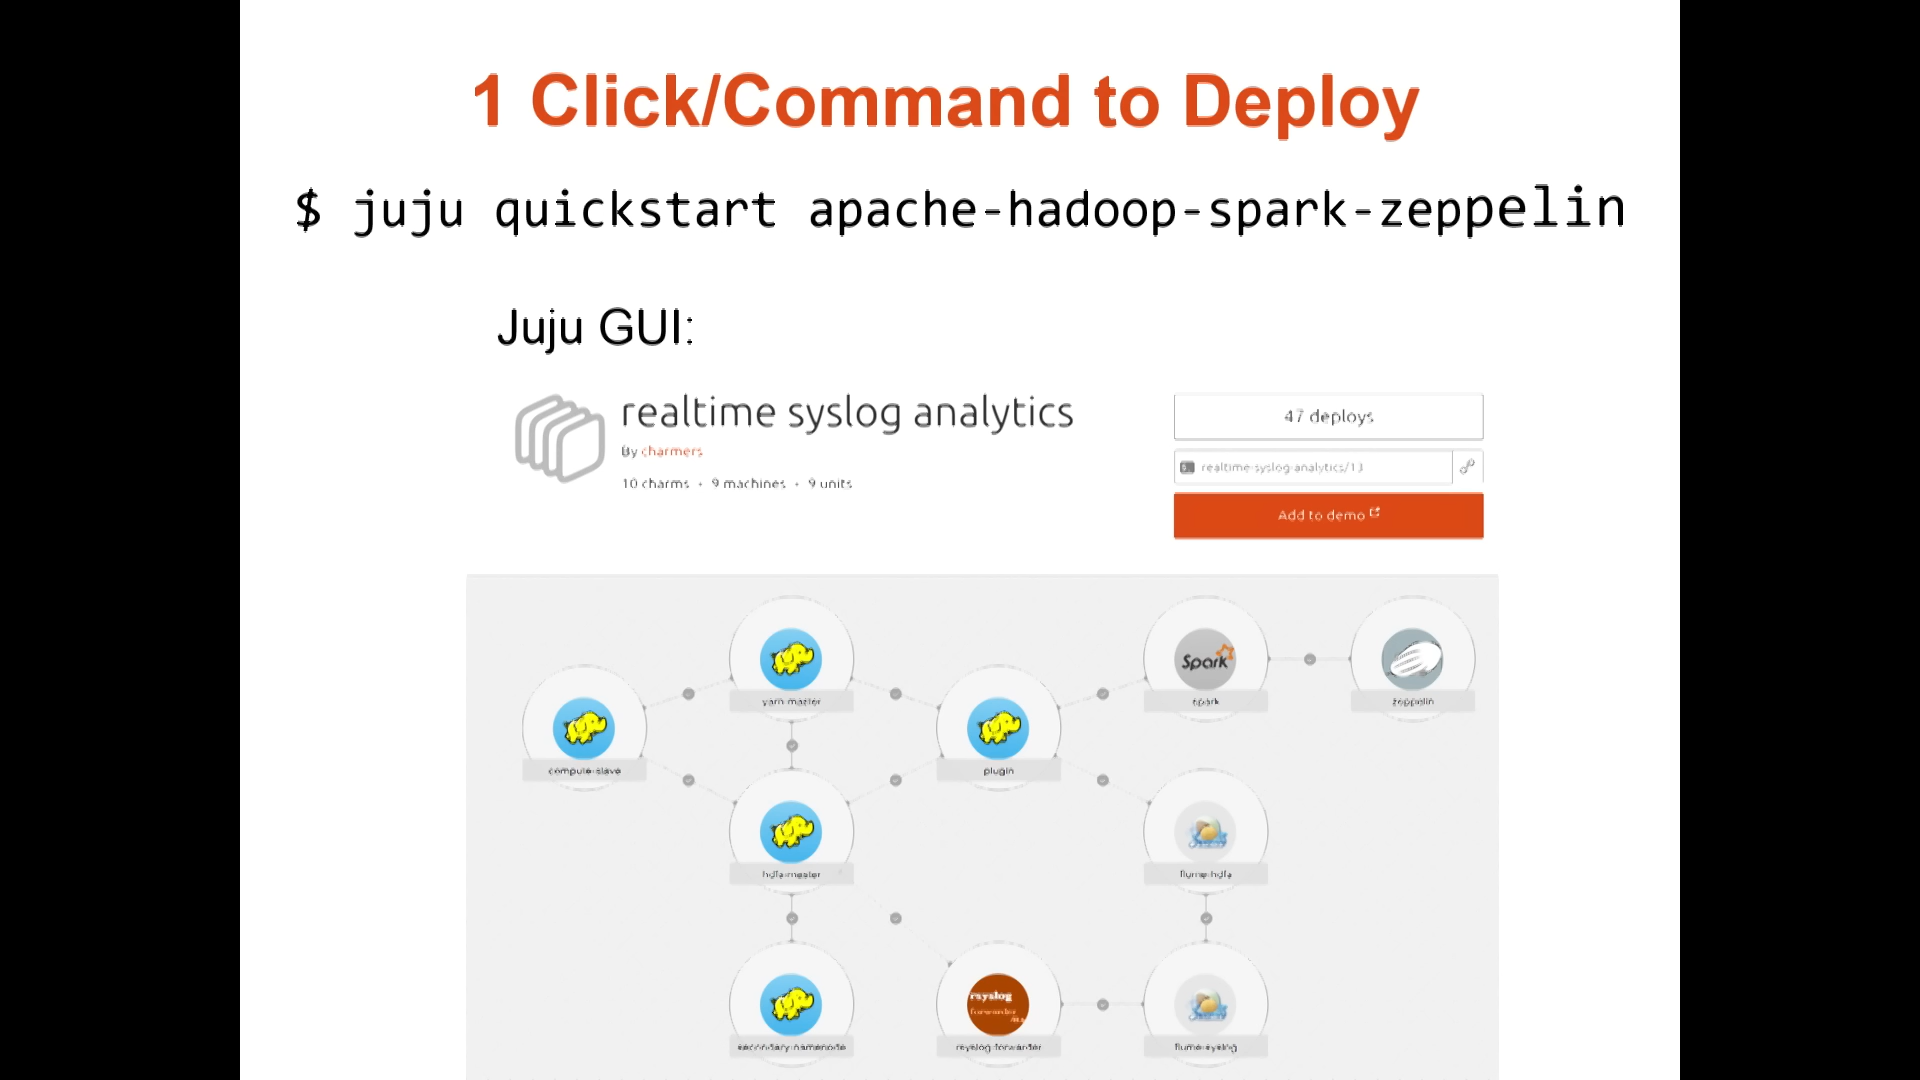 1 Click/Command to Deploy
$ juju quickstart apache-hadoop-spark-zeppelin
Juju GUI:
realtime syslog analytics
By charmers
10 charms • 9 machines • 9 units
47 deploys
realtime-syslog-analytics/13
Add to demo
Spark
yarn-master
spark
zeppelin
compute-slave
plugin
hdfs-master
flume-hdfs
rsyslog
forwarder
secondary-namenode
rsyslog-forwarder
flume-syslog